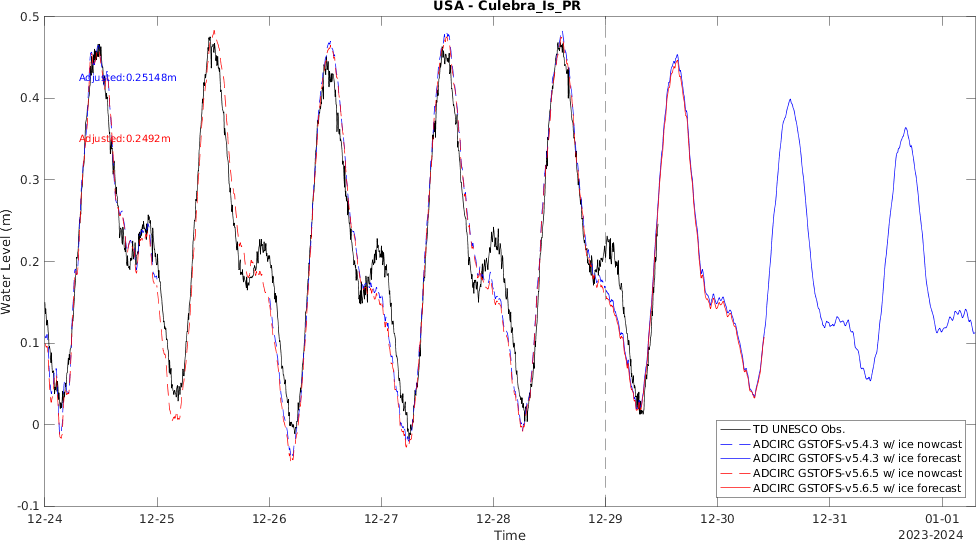 USA - Culebra_Is_PR
0.5
0.4
0.3
0.2
0.1
0
-0.1
Water Level (m)
Adjusted:0.25148m
Adjusted:0.2492m
TD UNESCO Obs.
ADCIRC GSTOFS-v5.4.3 w/ ice nowcast
ADCIRC GSTOFS-v5.4.3 w/ ice forecast
ADCIRC GSTOFS-v5.6.5 w/ ice nowcast
ADCIRC GSTOFS-v5.6.5 w/ ice forecast
12-24 12-25 12-26 12-27 12-28 12-29 12-30 12-31 01-01
Time
2023-2024